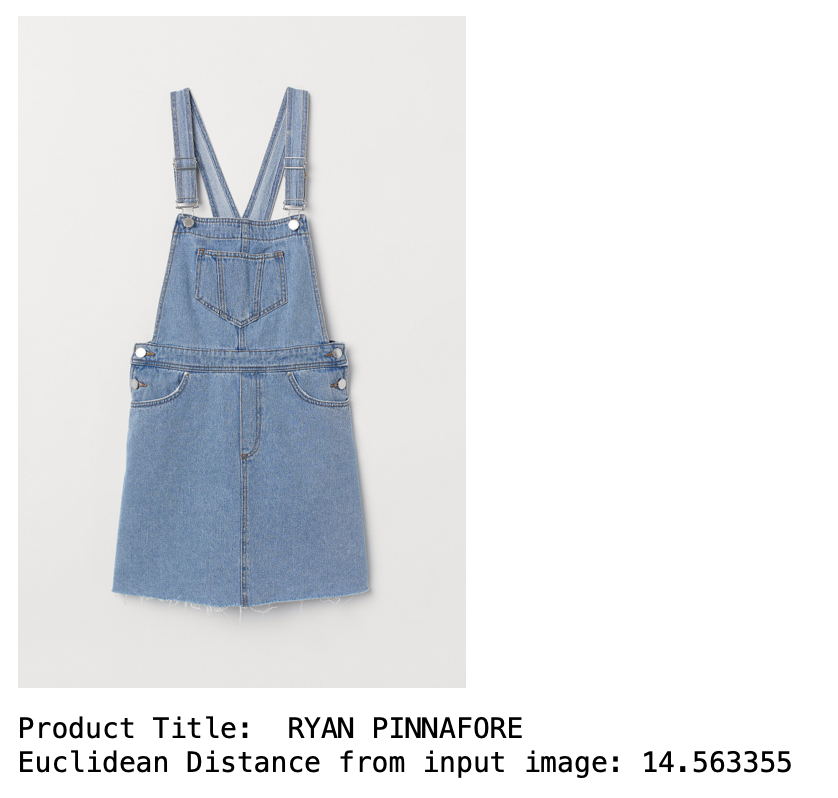 Product Title:  RYAN PINNAFORE
Euclidean Distance from input image: 14.563355